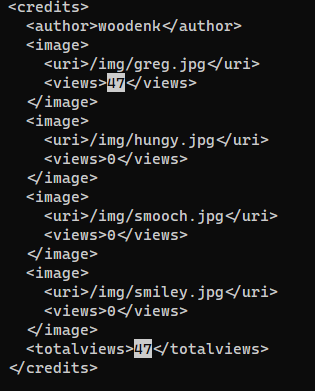 <credits>
  <author>woodenk</author>
  <image>
    <uri>/img/greg.jpg</uri>
    <views>47</views>
  </image>
  <image>
    <uri>/img/hungy.jpg</uri>
    <views>0</views>
  </image>
  <image>
    <uri>/img/smooch.jpg</uri>
    <views>0</views>
  </image>
  <image>
    <uri>/img/smiley.jpg</uri>
    <views>0</views>
  </image>
  <totalviews>47</totalviews>
</credits>